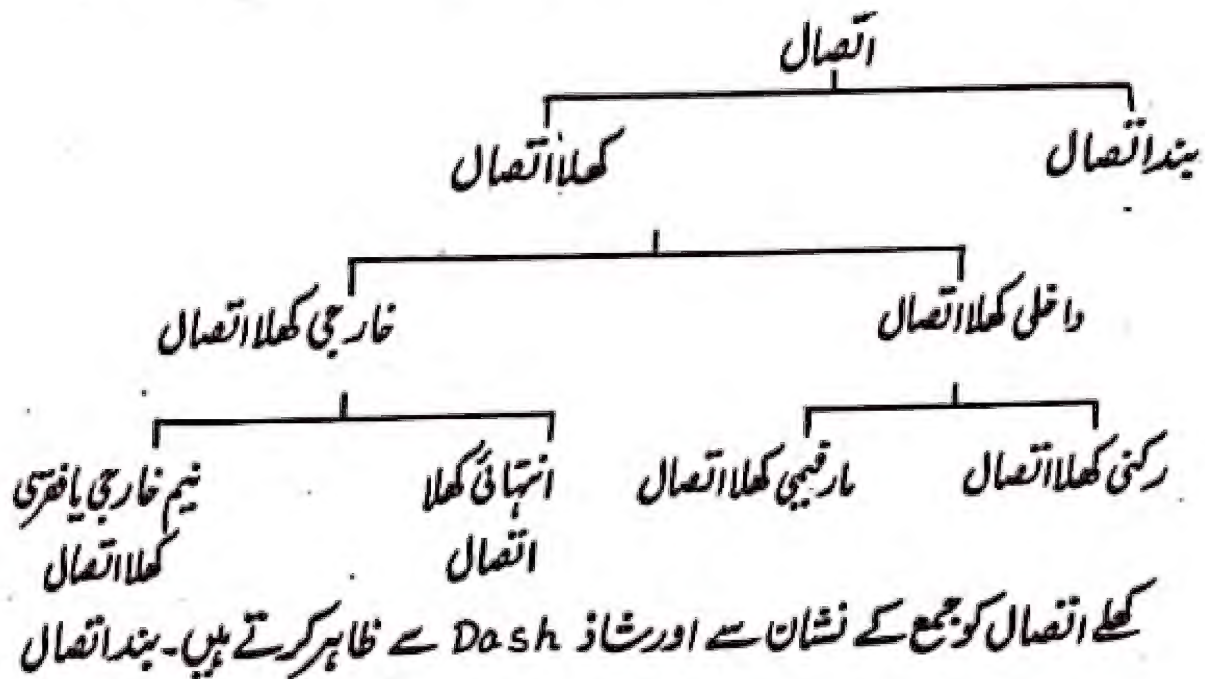 اتصال
بند اتصال کھلا اتصال
داخلی کھلا اتصال خارجی کھلا اتصال
رکنی کھلا اتصال مارفیمی کھلا اتصال انتہائی کھلا نیم خارجی یا فقری
اتصال کھلا اتصال
کھلے اتصال کو جمع کے نشان سے اور شاذ Dash سے ظاہر کرتے ہیں۔ بند اتصال